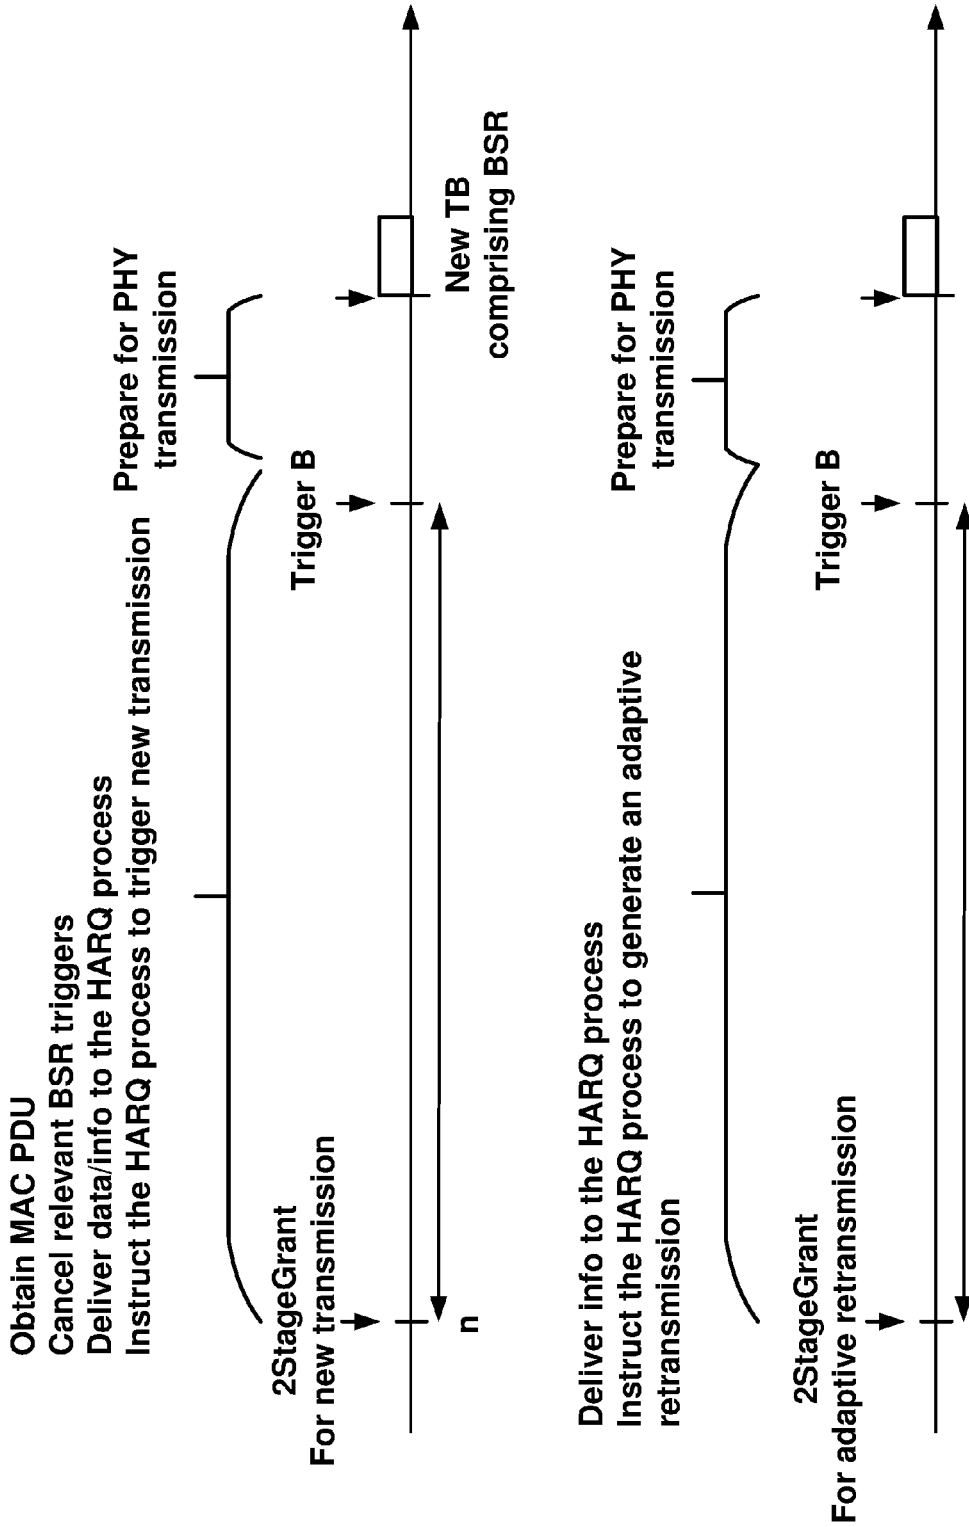 Obtain MAC PDU
Cancel relevant BSR triggers
Deliver data/info to the HARQ process
Instruct the HARQ process to trigger new transmission
Prepare for PHY
transmission
2StageGrant
For new transmission
Trigger B
n
New TB
comprising BSR
Deliver info to the HARQ process
Instruct the HARQ process to generate an adaptive
retransmission
Prepare for PHY
transmission
2StageGrant
For adaptive retransmission
Trigger B